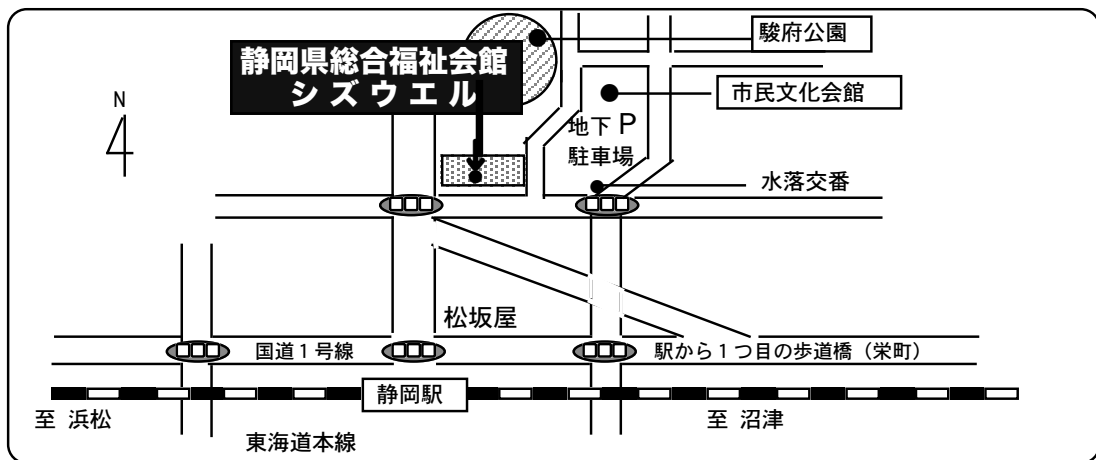 駿府公園
静岡県総合福祉会館
シズウエル
市民文化会館
N
地下 P
駐車場
水落交番
松坂屋
国道1号線
駅から1つ目の歩道橋（栄町）
静岡駅
至 浜松
至 沼津
東海道本線